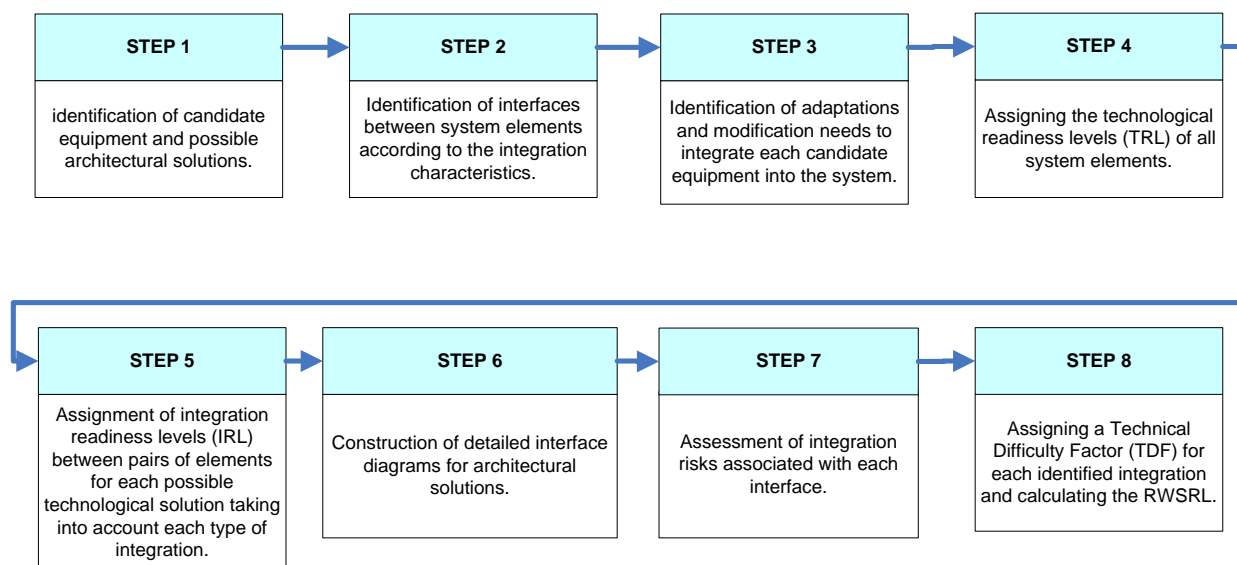 STEP 1
identification of candidate
equipment and possible
architectural solutions.
STEP 2
Identification of interfaces
between system elements
according to the integration
characteristics.
STEP 3
Identification of adaptations
and modification needs to
integrate each candidate
equipment into the system.
STEP 4
Assigning the technological
readiness levels (TRL) of all
system elements.
STEP 5
Assignment of integration
readiness levels (IRL)
between pairs of elements
for each possible
technological solution taking
into account each type of
integration.
STEP 6
Construction of detailed interface
diagrams for architectural
solutions.
STEP 7
Assessment of integration
risks associated with each
interface.
STEP 8
Assigning a Technical
Difficulty Factor (TDF) for
each identified integration
and calculating the RWSRL.